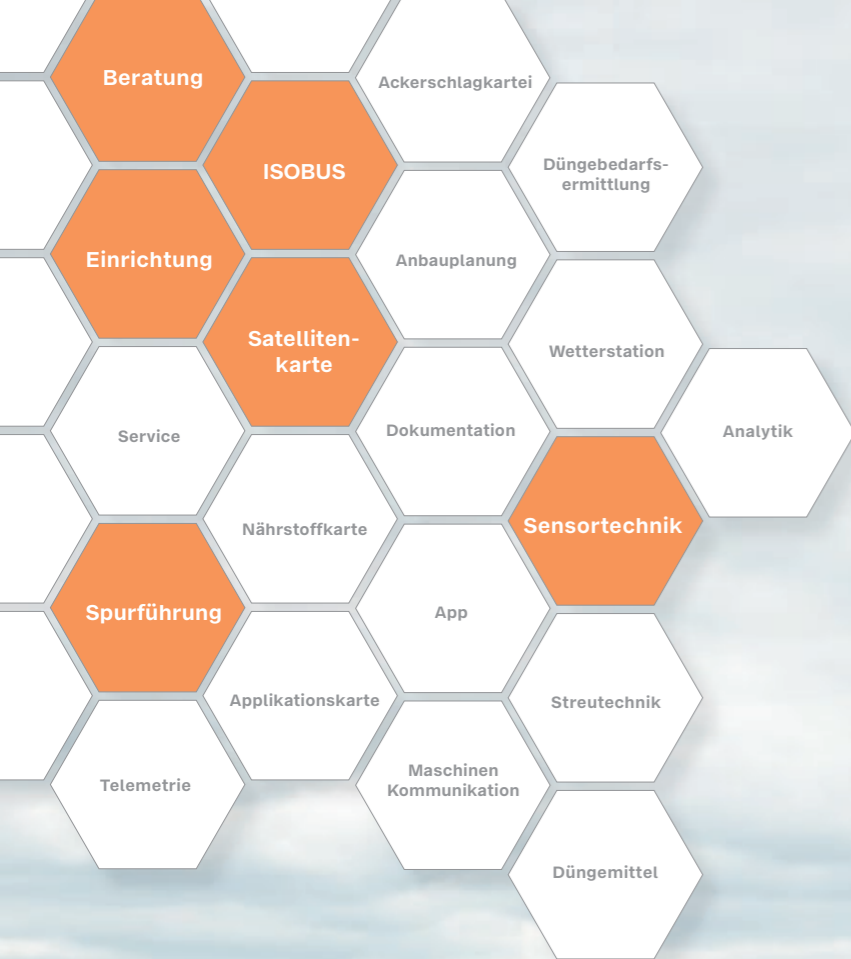 Beratung
Ackerschlagkartei
ISOBUS
Düngebedarfs-
ermittlung
Einrichtung
Anbauplanung
Satelliten-
karte
Wetterstation
Service
Dokumentation
Analytik
Nährstoffkarte
Sensortechnik
Spurführung
App
Applikationskarte
Streutechnik
Telemetrie
Maschinen
Kommunikation
Düngemittel